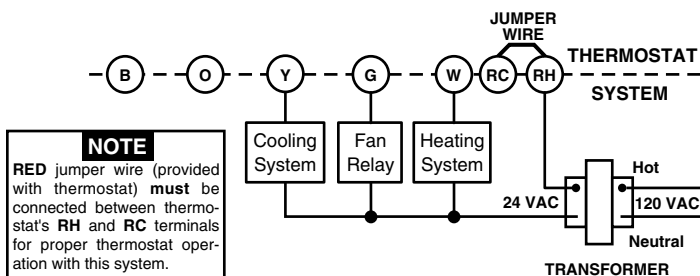 JUMPER
WIRE
THERMOSTAT
B O Y G W RC RH
SYSTEM
Cooling
System
Fan
Relay
Heating
System
NOTE
RED jumper wire (provided
with thermostat) must be
connected between thermo-
stat's RH and RC terminals
for proper thermostat oper-
ation with this system.
Hot
24 VAC
120 VAC
Neutral
TRANSFORMER